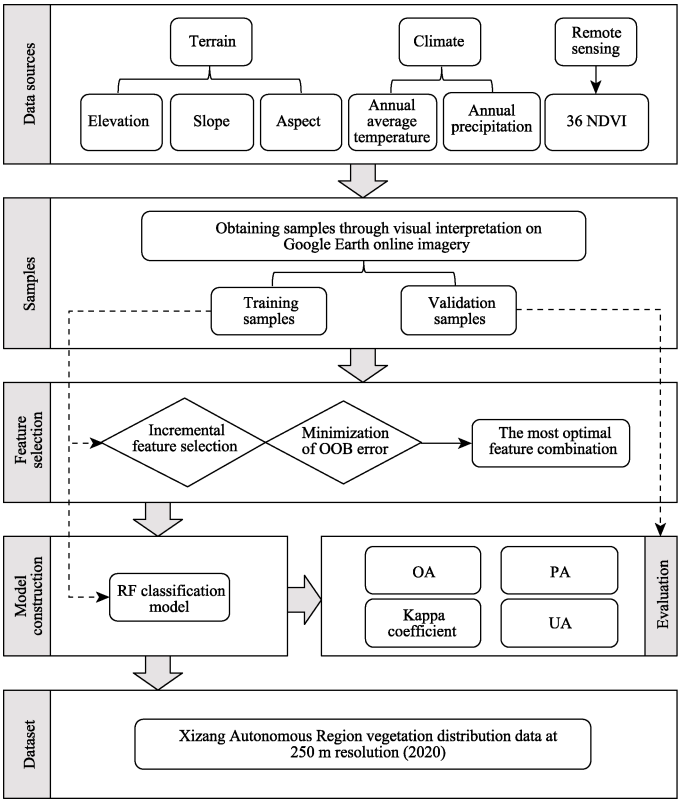 Data sources
Terrain
Climate
Remote
sensing
Elevation
Slope
Aspect
Annual
average
temperature
Annual
precipitation
36 NDVI
Samples
Obtaining samples through visual interpretation on
Google Earth online imagery
Training
samples
Validation
samples
Feature
selection
Incremental
feature selection
Minimization
of OOB error
The most optimal
feature combination
Model
construction
RF classification
model
OA
PA
Kappa
coefficient
UA
Evaluation
Dataset
Xizang Autonomous Region vegetation distribution data at
250 m resolution (2020)